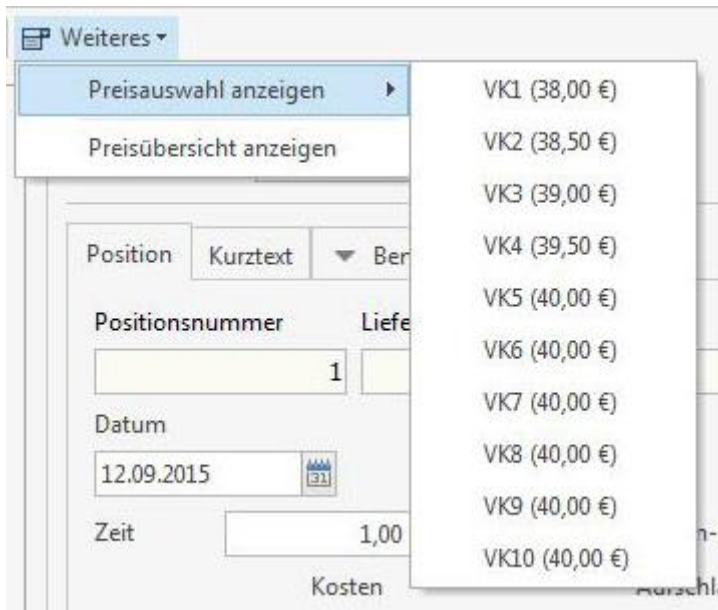 Weiteres
Preisauswahl anzeigen
Preisübersicht anzeigen
VK1 (38,00 €)
VK2 (38,50 €)
VK3 (39,00 €)
VK4 (39,50 €)
VK5 (40,00 €)
VK6 (40,00 €)
VK7 (40,00 €)
VK8 (40,00 €)
VK9 (40,00 €)
VK10 (40,00 €)
Position Kurztext
Positionsnummer
1
Datum
12.09.2015 31
Zeit 1,00
Kosten